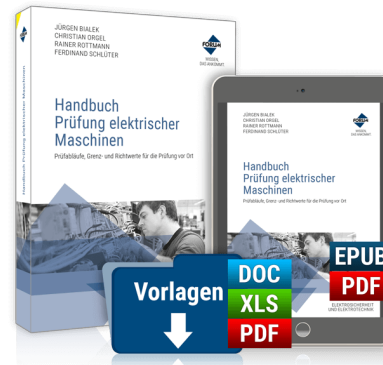 JÜRGEN BIALEK
CHRISTIAN ORGEL
RAINER ROTTMANN
FERDINAND SCHLÜTER
FORUM
WISSEN,
DAS ANKOMMT.
Handbuch
Prüfung elektrischer
Maschinen
Prüfabläufe, Grenz- und Richtwerte für die Prüfung vor Ort
Handbuch Prüfung elektrischer Maschinen
JÜRGEN BIALEK
CHRISTIAN ORGEL
RAINER ROTTMANN
FERDINAND SCHLÜTER
FORUM
WISSEN,
DAS ANKOMMT.
Handbuch
Prüfung elektrischer
Maschinen
Prüfabläufe, Grenz- und Richtwerte für die Prüfung vor Ort
Vorlagen
DOC
XLS
PDF
EPUB
PDF
ELEKTROSICHERHEIT
UND ELEKTROTECHNIK